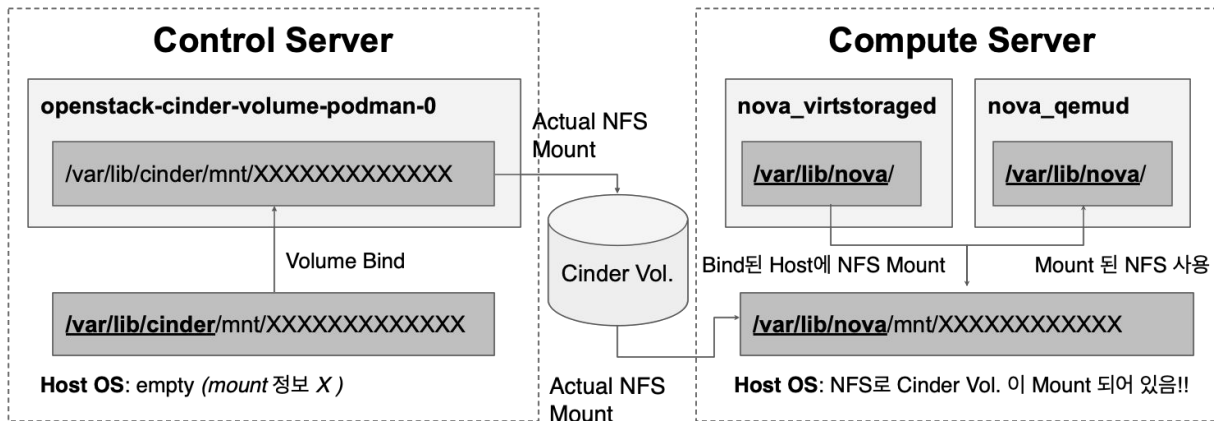 Control Server
openstack-cinder-volume-podman-0
/var/lib/cinder/mnt/XXXXXXXXXXXXX
Volume Bind
/var/lib/cinder/mnt/XXXXXXXXXXXXX
Host OS: empty (mount 정보 X )
Actual NFS
Mount
Cinder Vol.
Actual NFS
Mount
Compute Server
nova_virtstoraged
/var/lib/nova/
nova_qemud
/var/lib/nova/
Bind된 Host에 NFS Mount
Mount 된 NFS 사용
/var/lib/nova/mnt/XXXXXXXXXXXX
Host OS: NFS로 Cinder Vol. 이 Mount 되어 있음!!